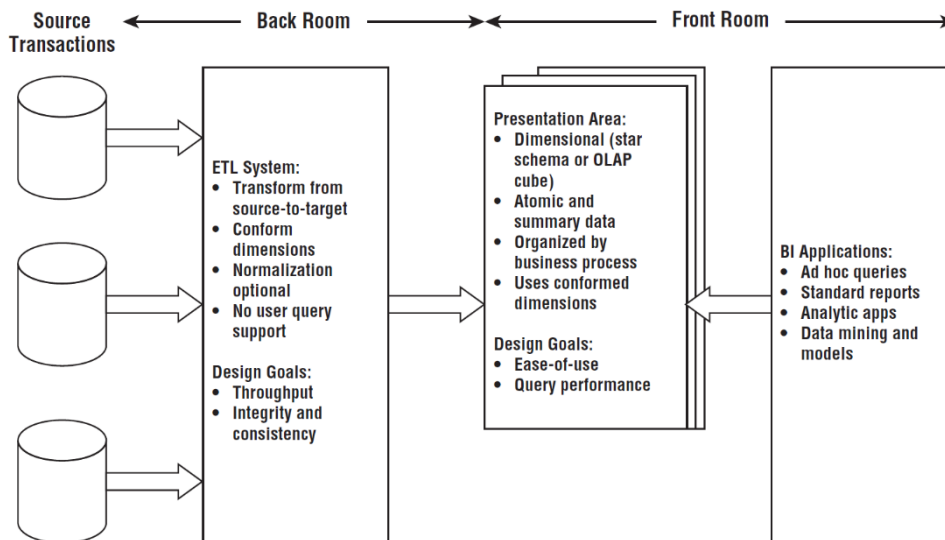 Source
Transactions
Back Room
Front Room
ETL System:
• Transform from
source-to-target
• Conform
dimensions
• Normalization
optional
• No user query
support
Design Goals:
• Throughput
• Integrity and
consistency
Presentation Area:
• Dimensional (star
schema or OLAP
cube)
• Atomic and
summary data
• Organized by
business process
• Uses conformed
dimensions
Design Goals:
• Ease-of-use
• Query performance
BI Applications:
• Ad hoc queries
• Standard reports
• Analytic apps
• Data mining and
models